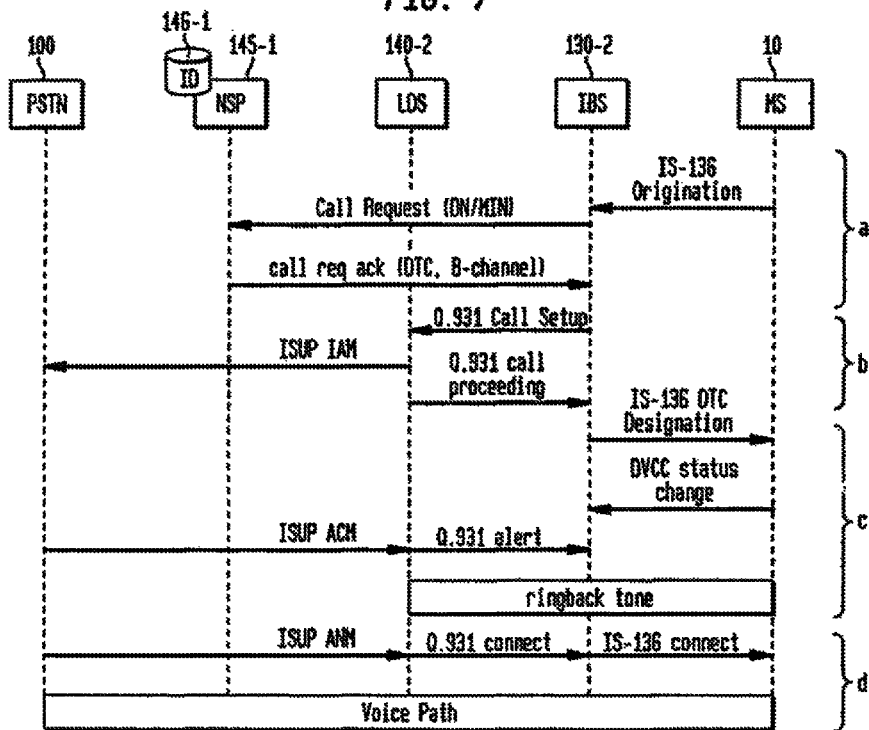 FIG. 7
146-1
100
145-1
140-2
130-2
10
ID
PSTN
NSP
LDS
IBS
MS
IS-136
Origination
Call Request (DN/MIN)
a
call req ack (DTC, B-channel)
Q.931 Call Setup
ISUP IAM
Q.931 call
proceeding
b
IS-136 DTC
Designation
DVCC status
change
c
ISUP ACM
Q.931 alert
ringback tone
ISUP ANM
Q.931 connect
IS-136 connect
d
Voice Path